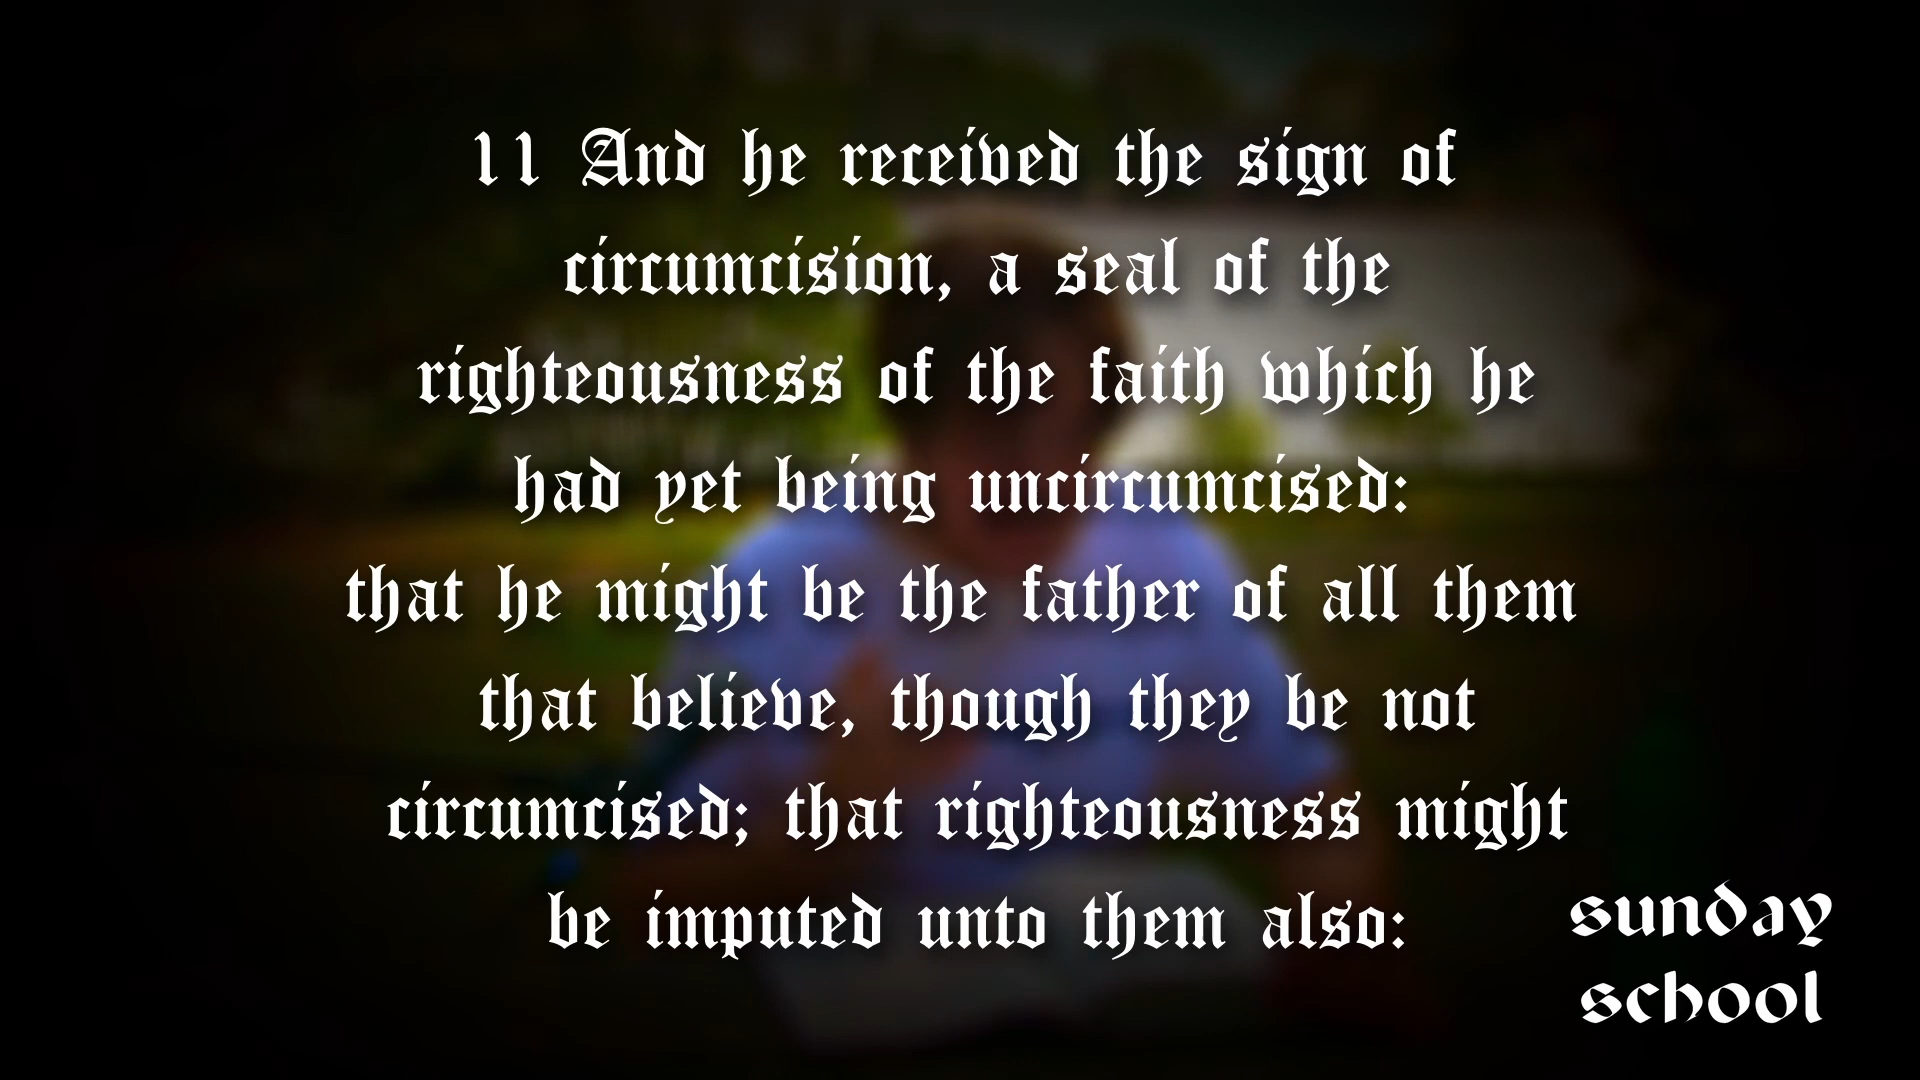 11 And he received the sign of
circumcision, a seal of the
righteousness of the faith which he
had yet being uncircumcised:
that he might be the father of all them
that believe, though they be not
circumcised; that righteousness might
be imputed unto them also:
sunday
school